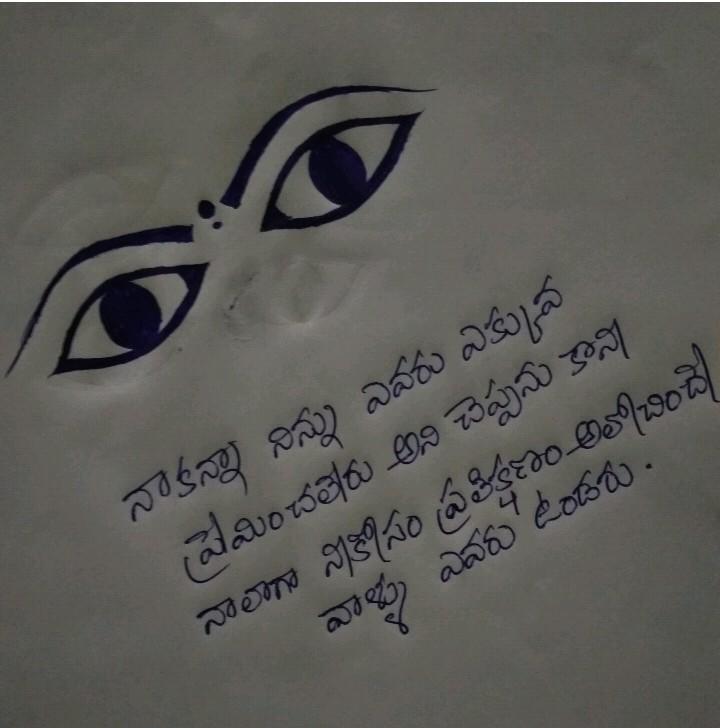 నాకన్నా నిన్ను ఎవరు ఎక్కువ
ప్రేమించలేరు అని చెప్పను కాని
నాలాగా నీకోసం ప్రతిక్షణం ఆలోచించే
వాళ్ళు ఎవరు ఉండరు.